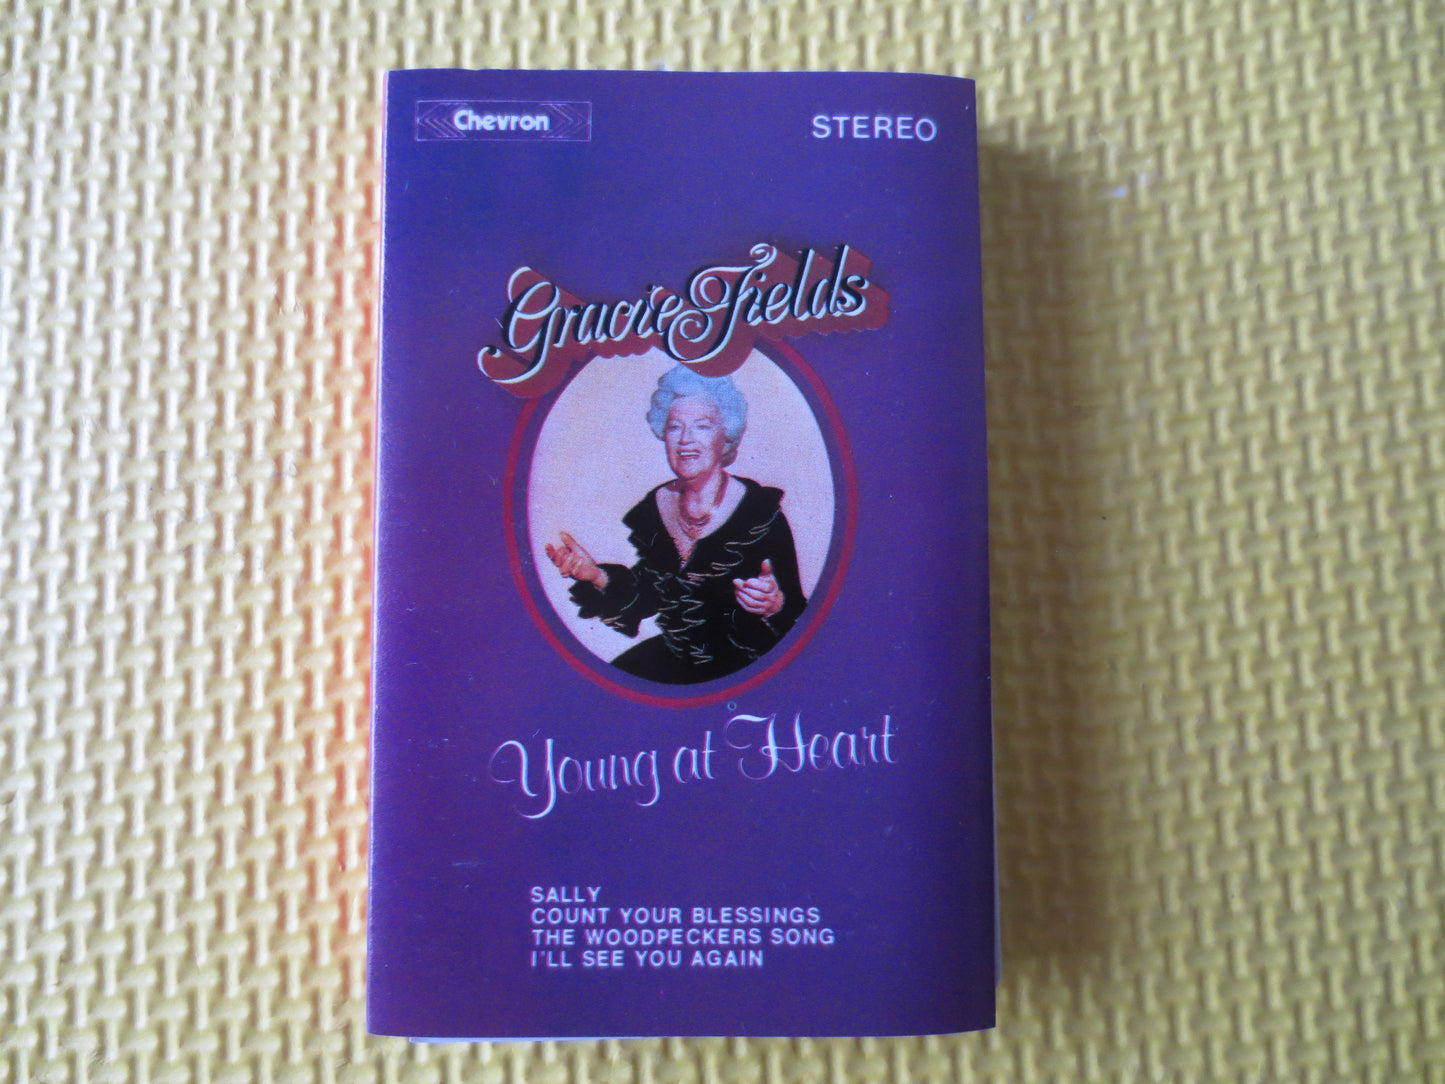 Chevron
STEREO
Gracie Fields
Young at Heart
SALLY
COUNT YOUR BLESSINGS
THE WOODPECKERS SONG
I'LL SEE YOU AGAIN